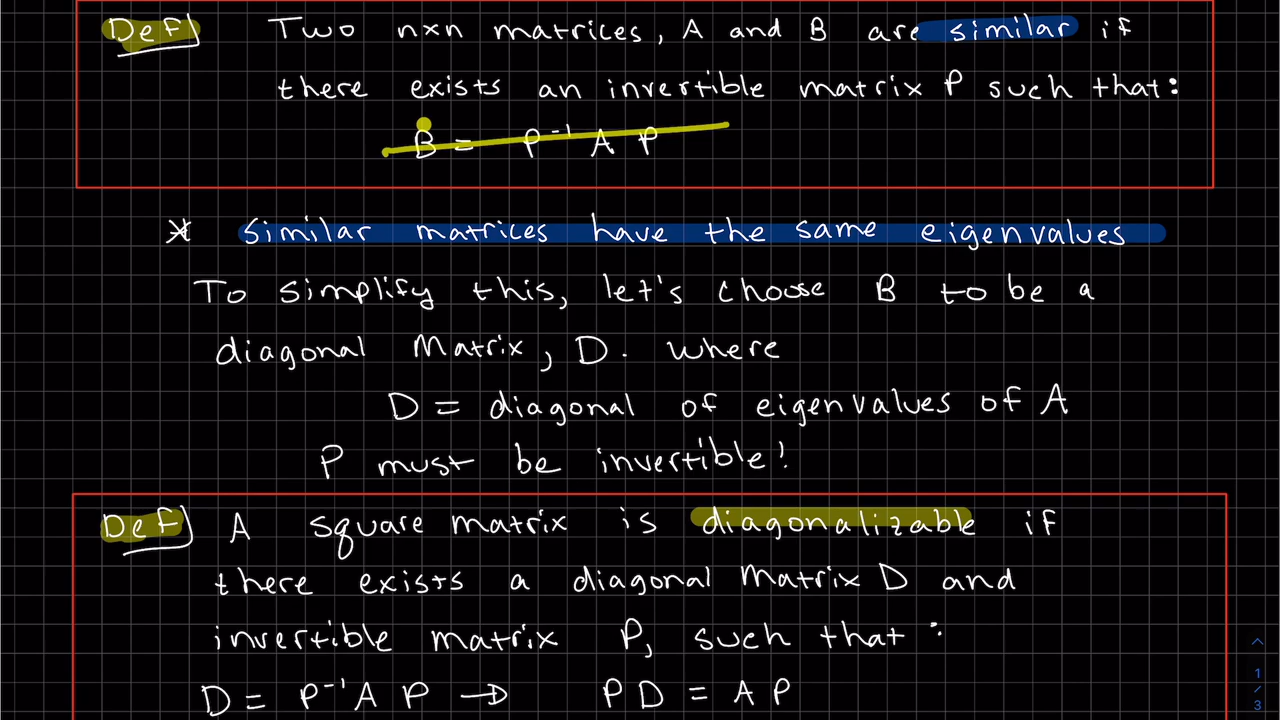 Def] Two n×n matrices, A and B are similar if
there exists an invertible matrix P such that:
B = P⁻¹ A P
* similar matrices have the same eigenvalues
To simplify this, let's choose B to be a
diagonal Matrix, D. where
D = diagonal of eigenvalues of A
P must be invertible!
Def] A square matrix is diagonalizable if
there exists a diagonal Matrix D and
invertible matrix P, such that:
D = P⁻¹ A P → PD = AP
1
/
3